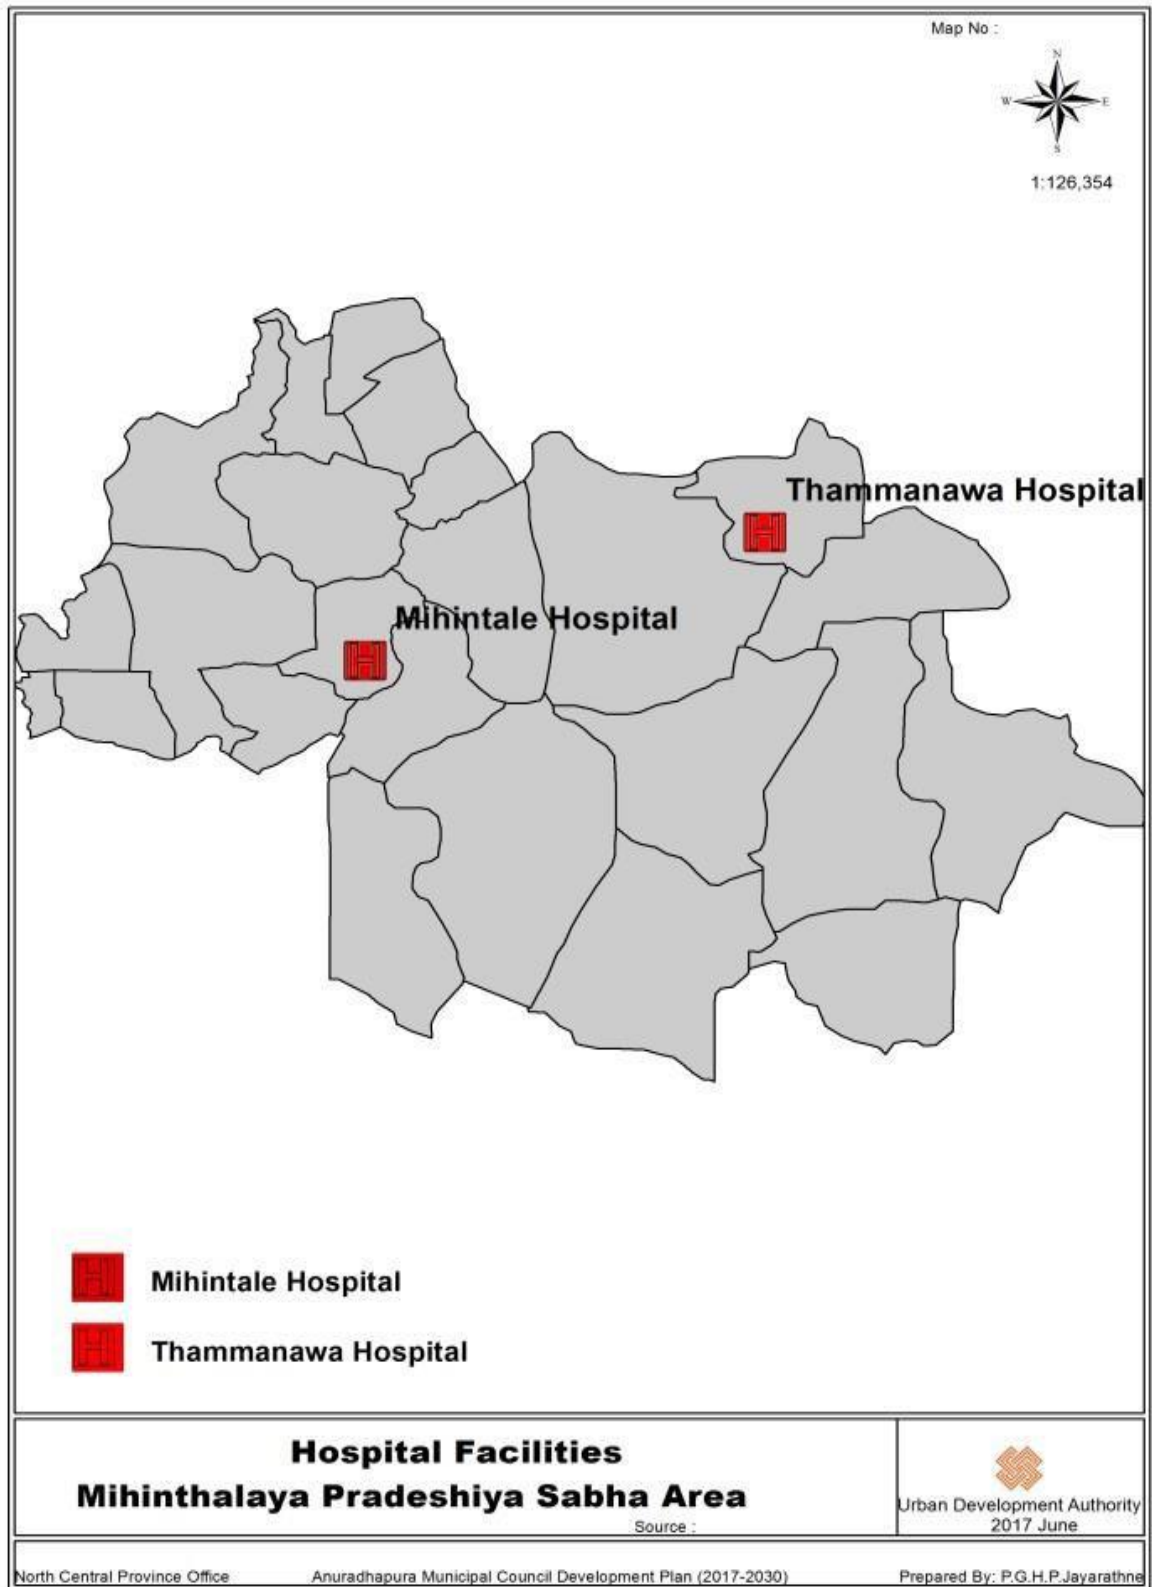 Map No :
N
W E
S
1:126,354
Thammanawa Hospital
H
Mihintale Hospital
H
H Mihintale Hospital
H Thammanawa Hospital
Hospital Facilities
Mihinthalaya Pradeshiya Sabha Area
Source :
Urban Development Authority
2017 June
North Central Province Office Anuradhapura Municipal Council Development Plan (2017-2030) Prepared By: P.G.H.P.Jayarathne